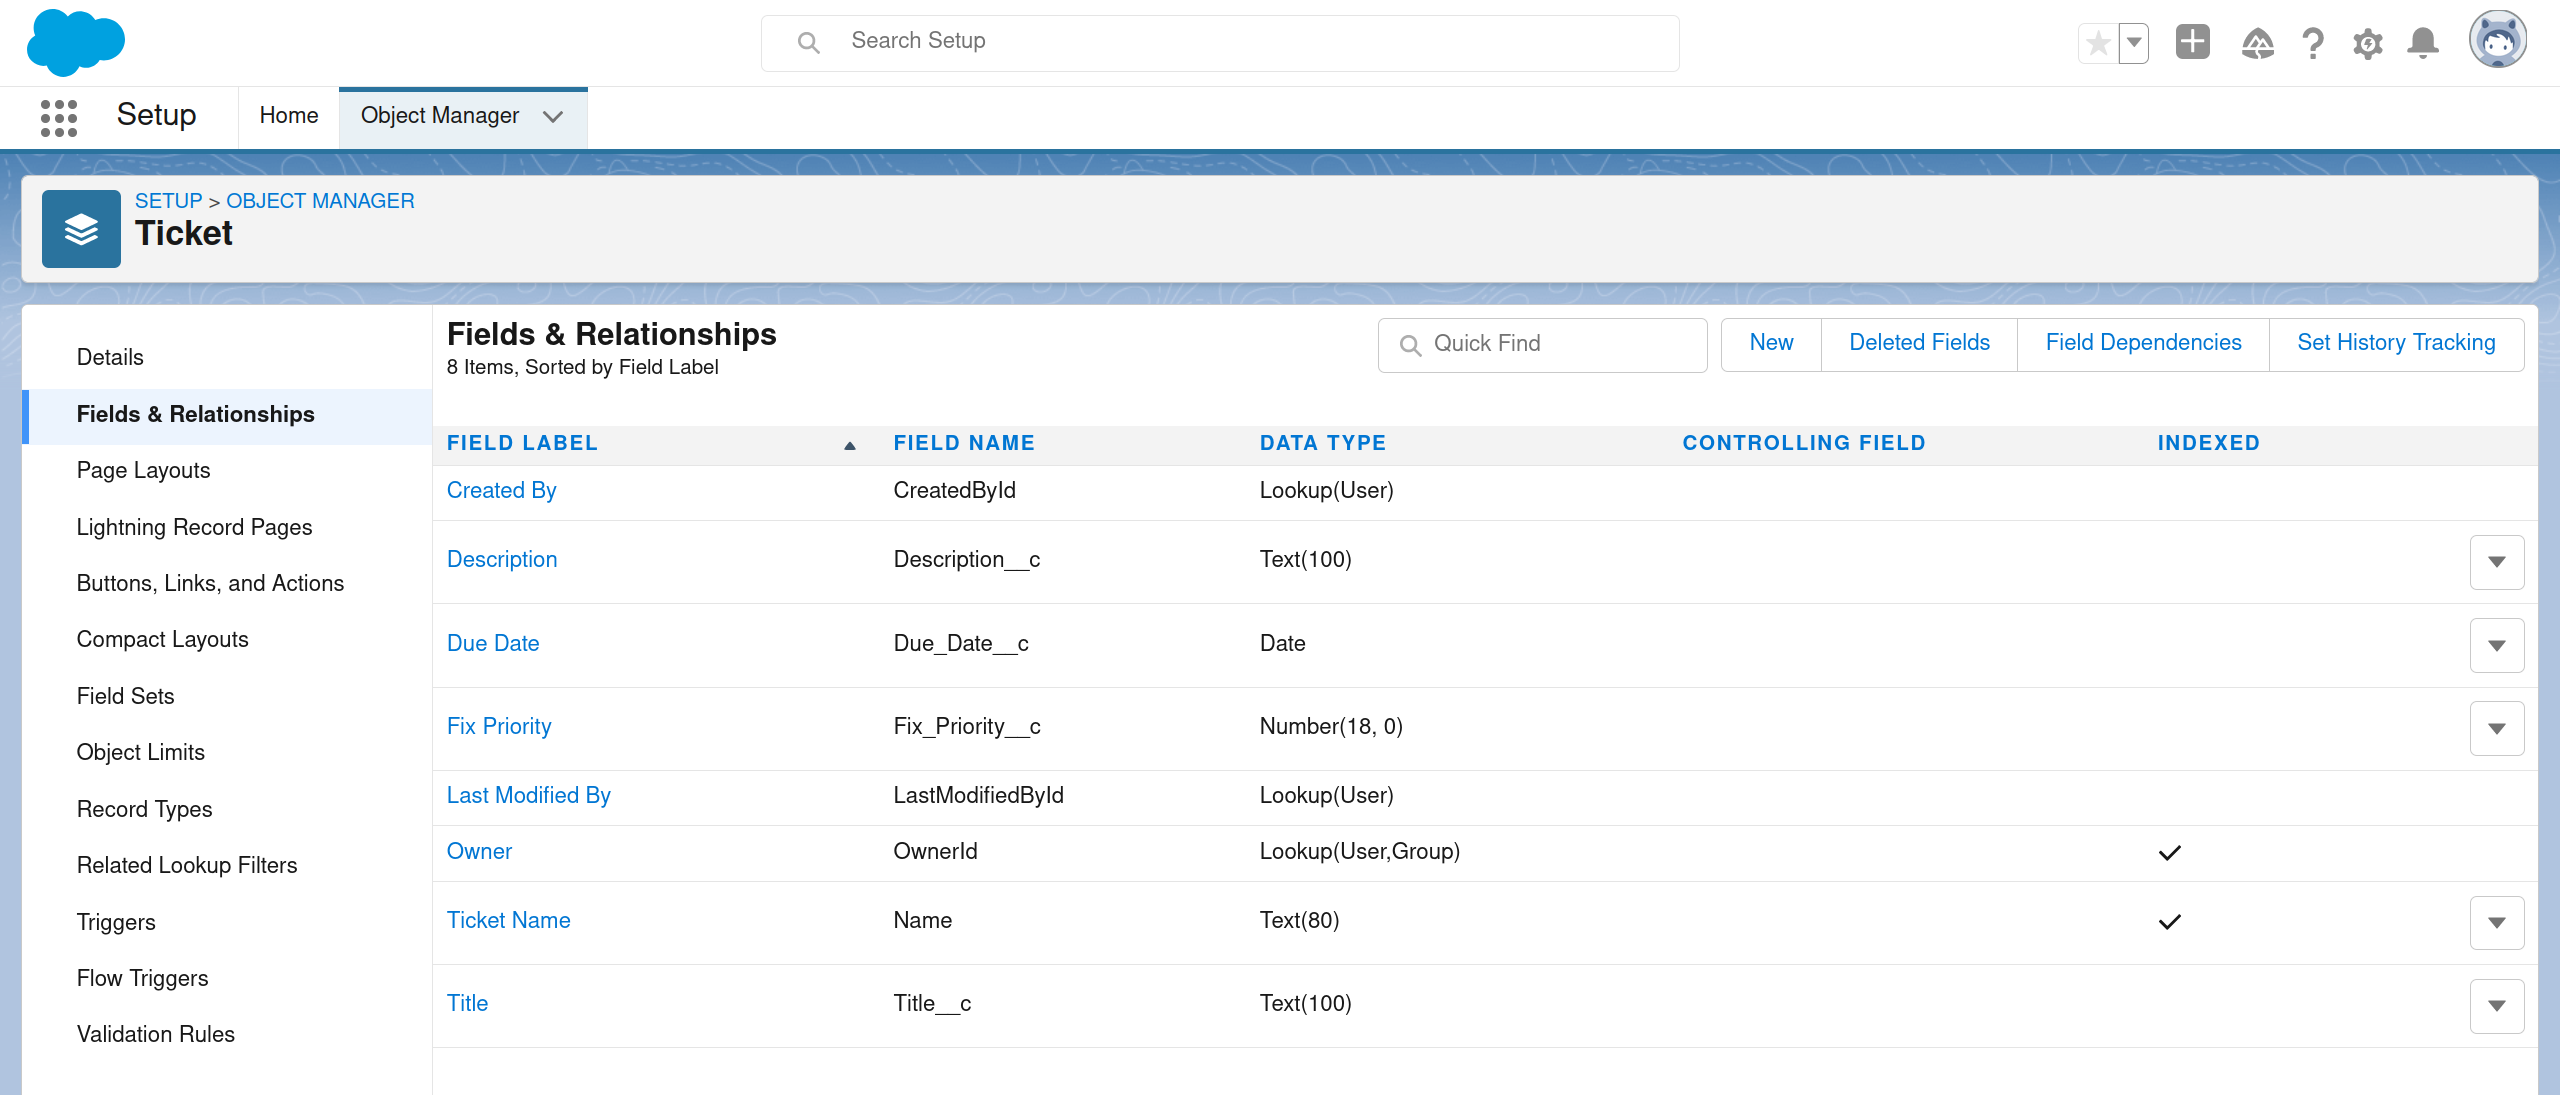 Search Setup
Setup
Home
Object Manager
SETUP > OBJECT MANAGER
Ticket
Details
Fields & Relationships
Page Layouts
Lightning Record Pages
Buttons, Links, and Actions
Compact Layouts
Field Sets
Object Limits
Record Types
Related Lookup Filters
Triggers
Flow Triggers
Validation Rules
Fields & Relationships
8 Items, Sorted by Field Label
Quick Find
New
Deleted Fields
Field Dependencies
Set History Tracking
FIELD LABEL FIELD NAME DATA TYPE CONTROLLING FIELD INDEXED
Created By CreatedById Lookup(User)
Description Description__c Text(100)
Due Date Due_Date__c Date
Fix Priority Fix_Priority__c Number(18, 0)
Last Modified By LastModifiedById Lookup(User)
Owner OwnerId Lookup(User,Group)
Ticket Name Name Text(80)
Title Title__c Text(100)